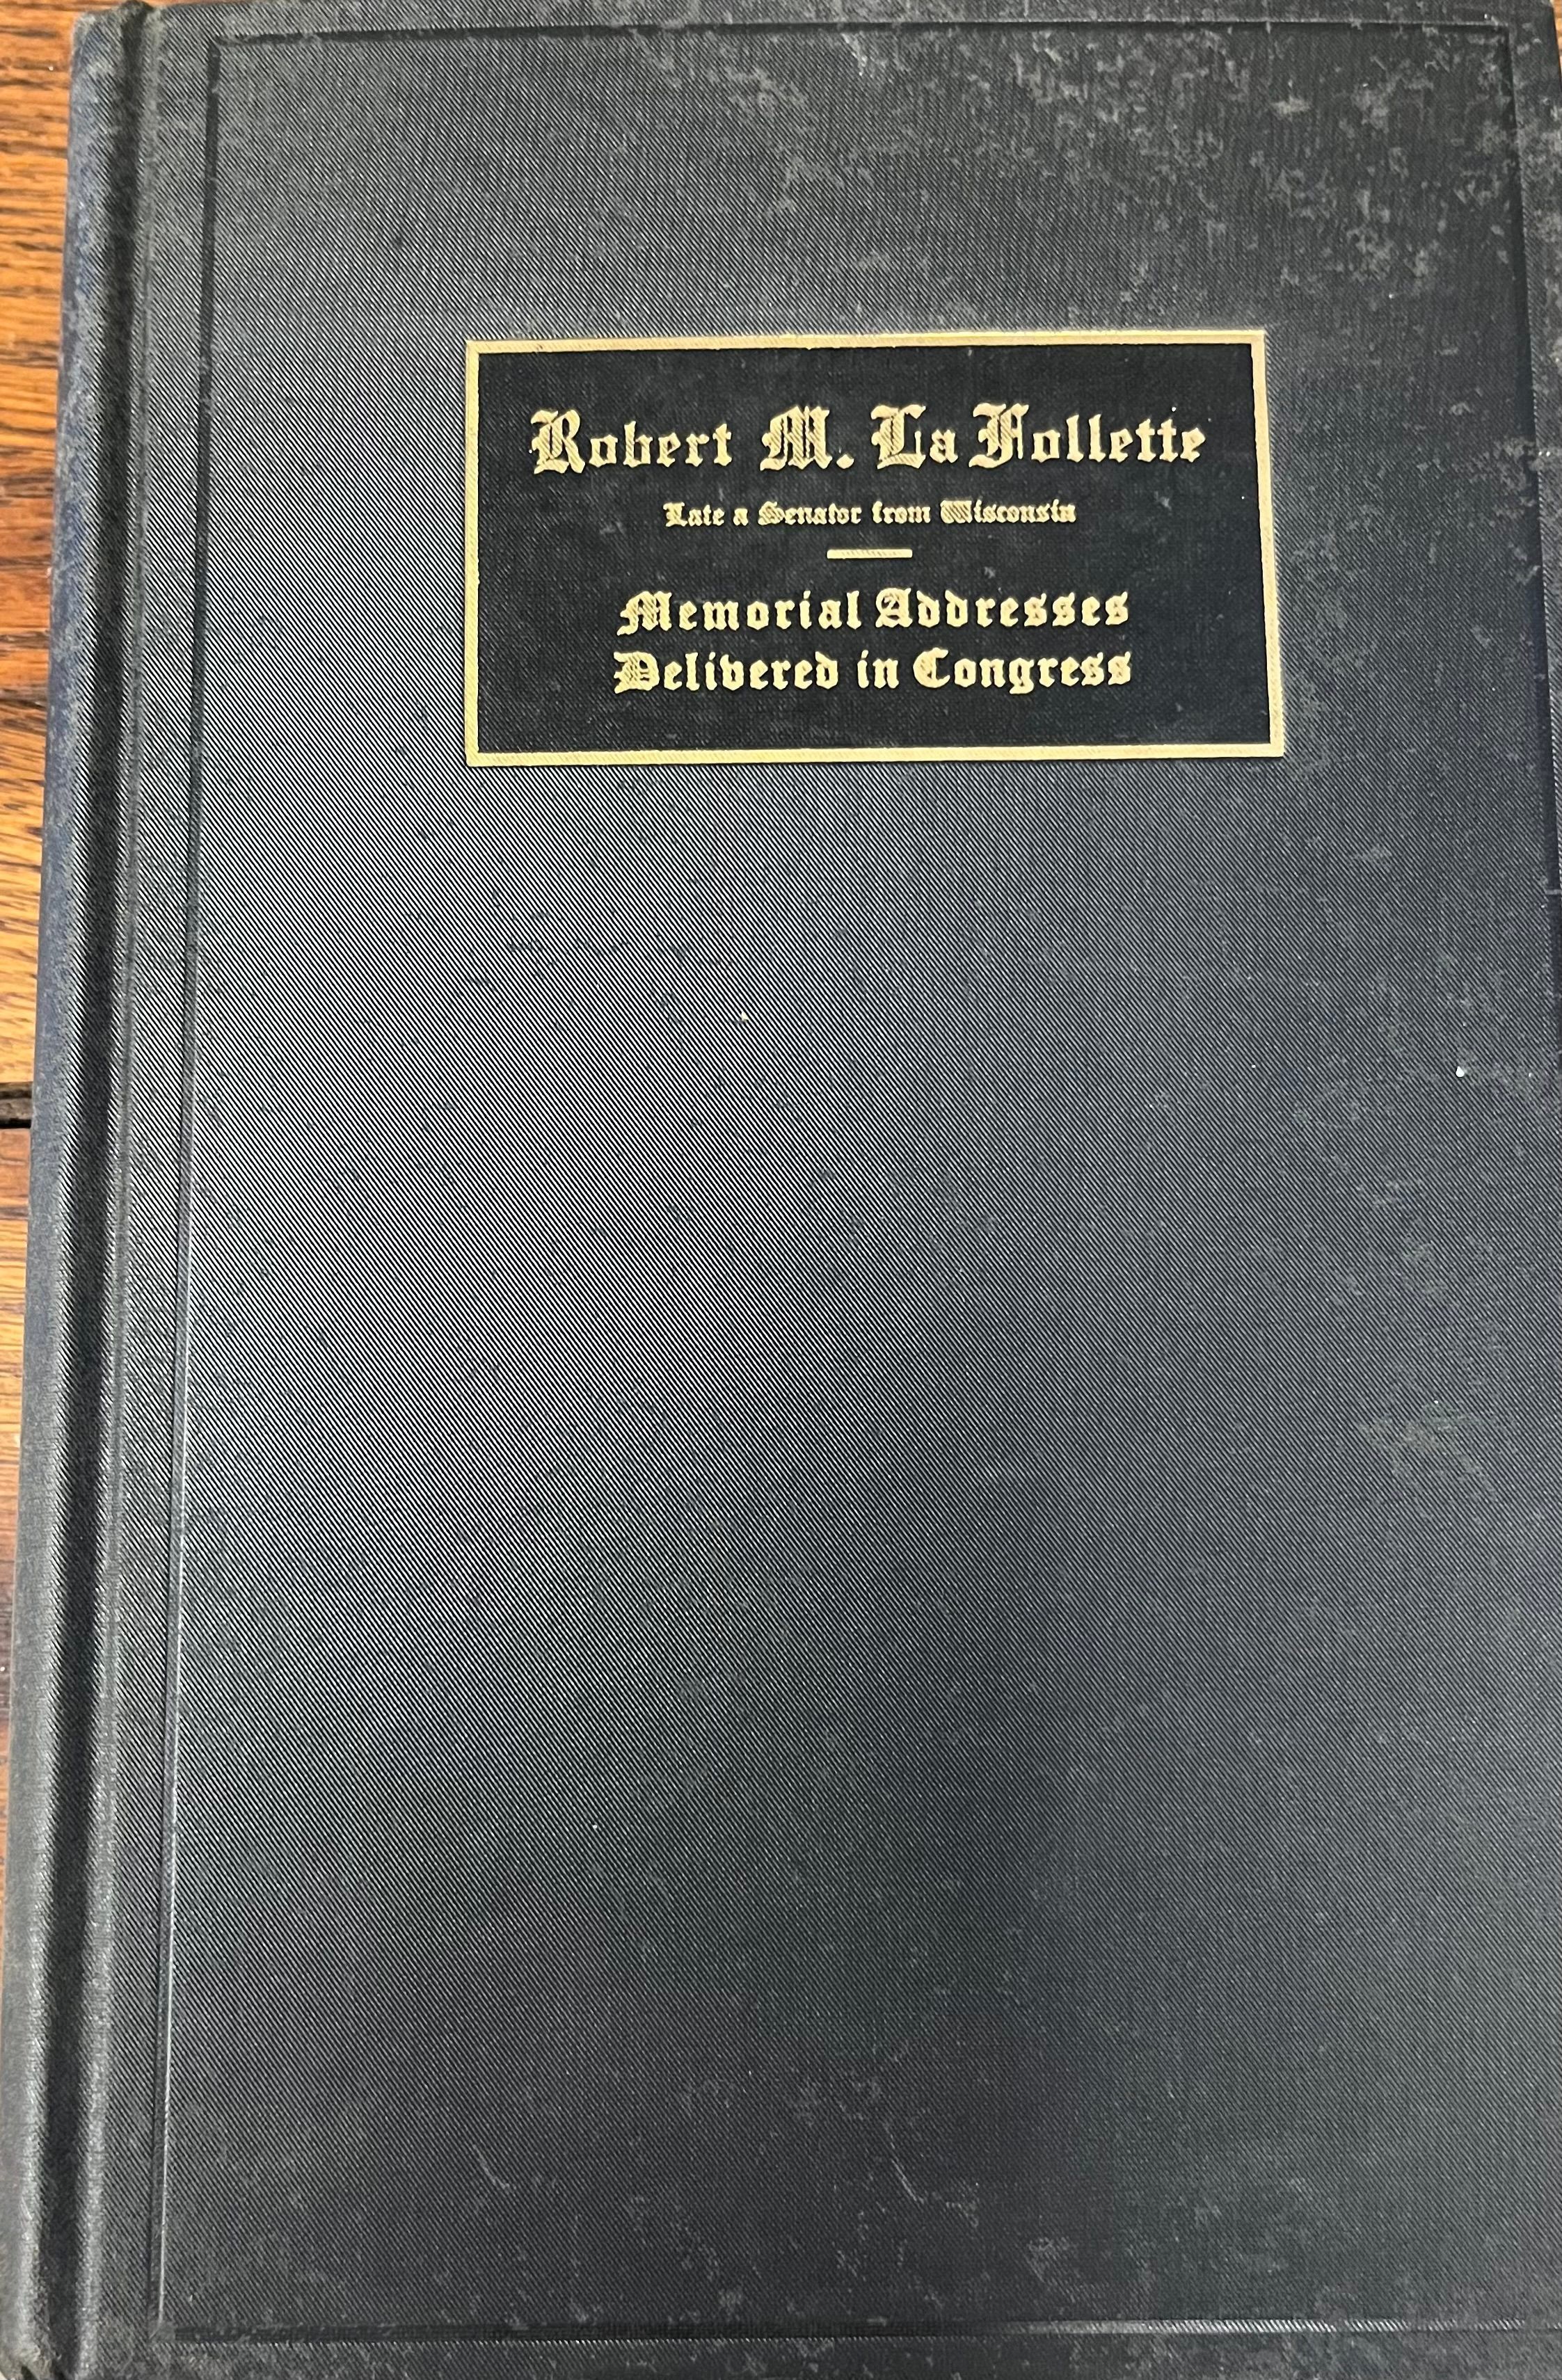 Robert M. La Follette
Late a Senator from Wisconsin
Memorial Addresses
Delivered in Congress